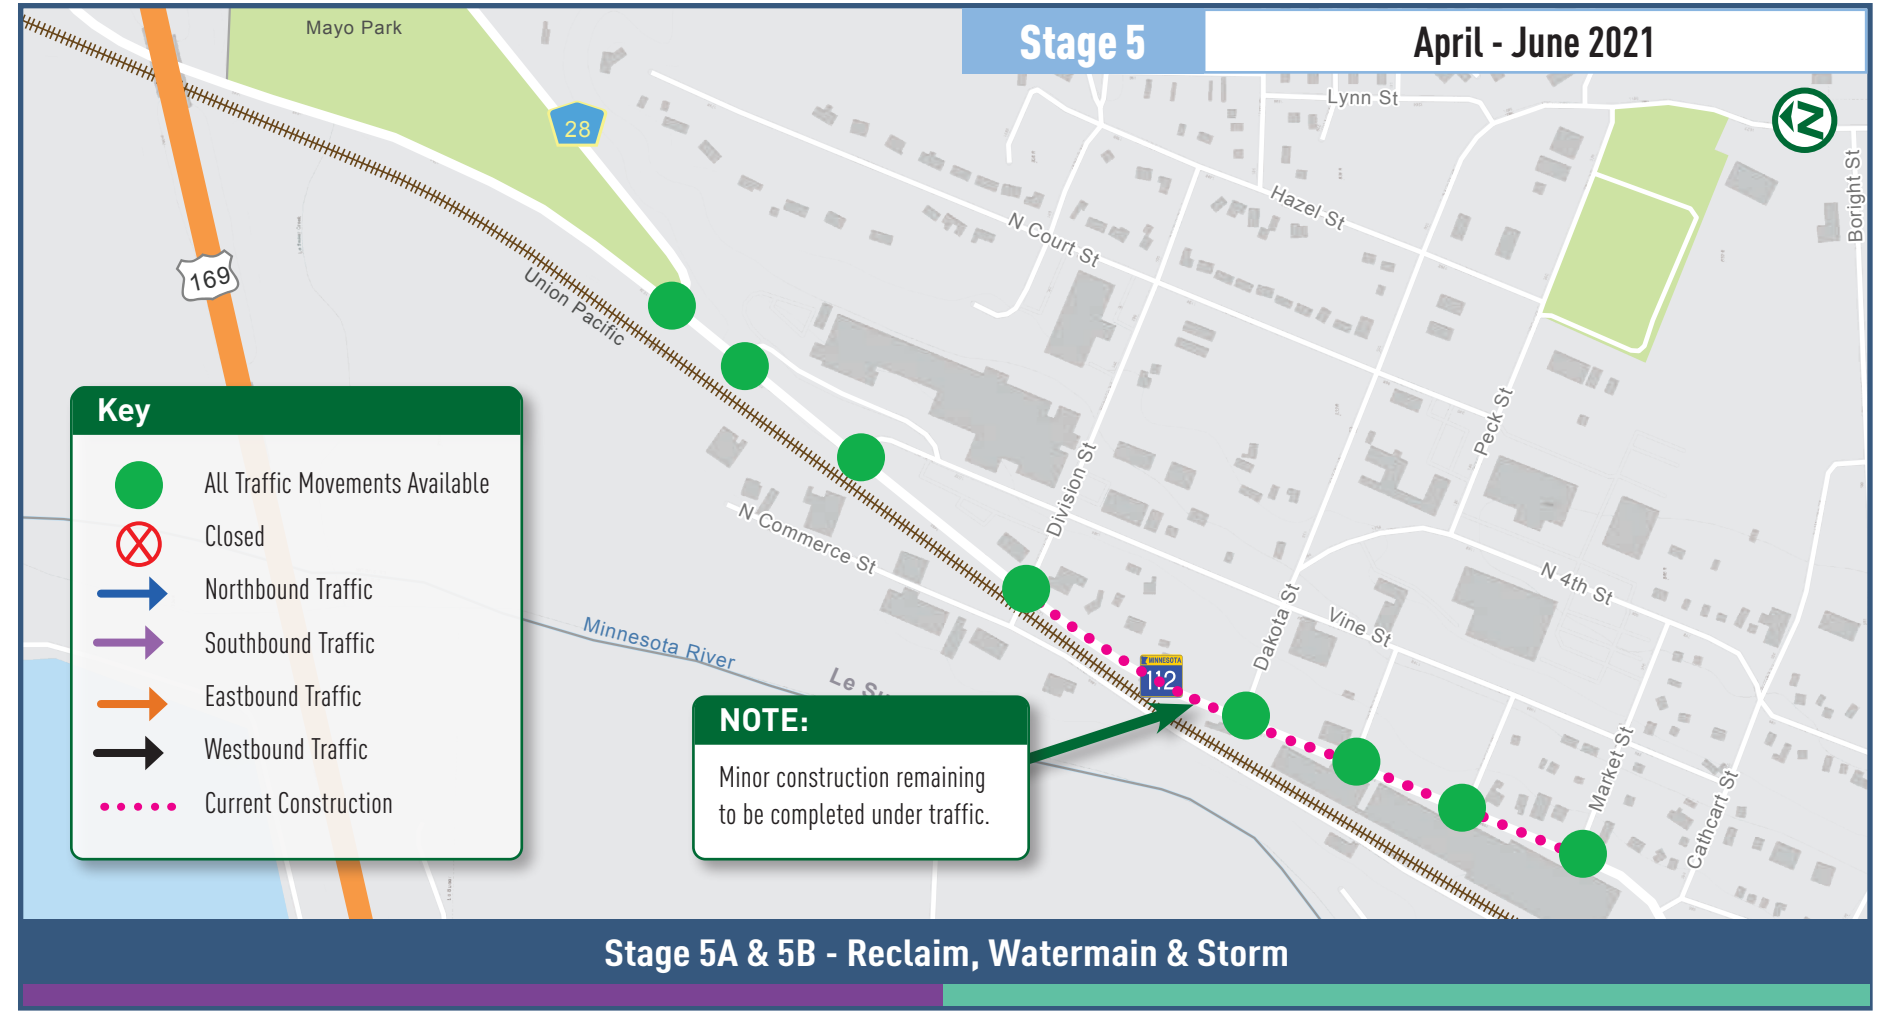 Stage 5
April - June 2021
Mayo Park
Lynn St
28
N
Boright St
Hazel St
N Court St
169
Union Pacific
Peck St
Key
All Traffic Movements Available
Closed
Northbound Traffic
Southbound Traffic
Eastbound Traffic
Westbound Traffic
Current Construction
Division St
N Commerce St
N 4th St
Dakota St
Vine St
Minnesota River
MINNESOTA
112
Le Su
NOTE:
Minor construction remaining
to be completed under traffic.
Market St
Cathcart St
Stage 5A & 5B - Reclaim, Watermain & Storm